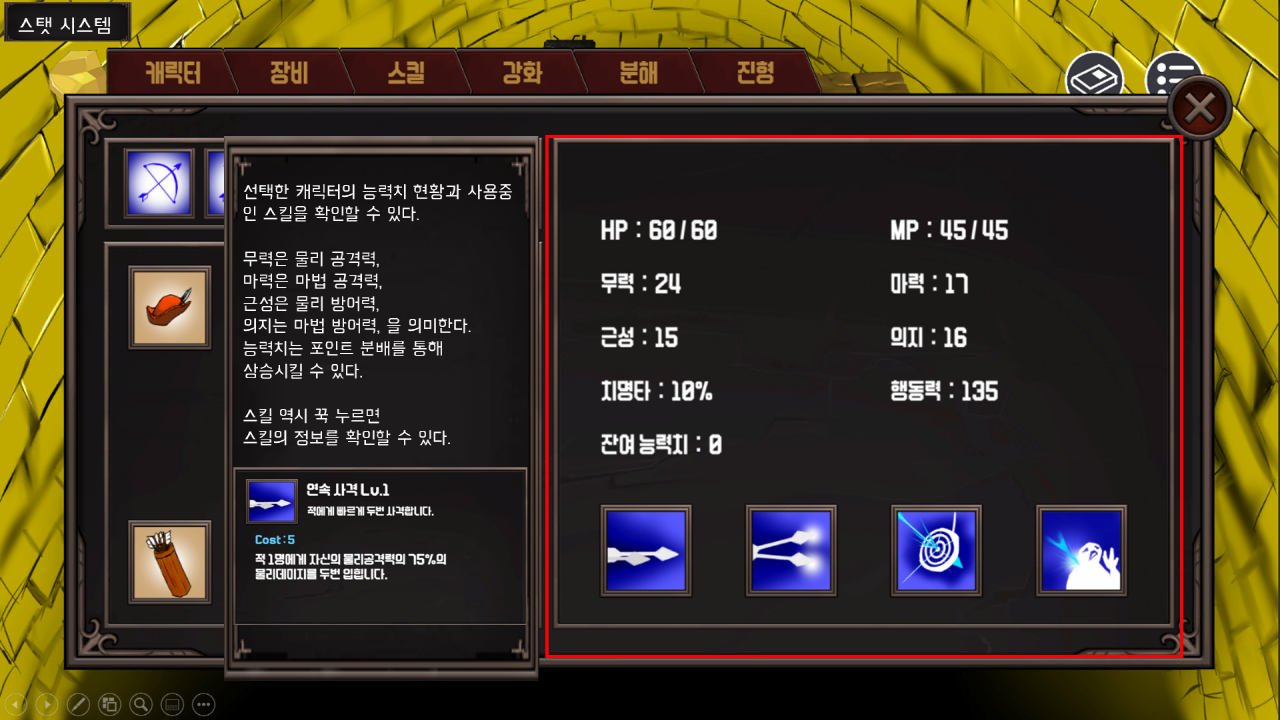 스탯 시스템
캐릭터 장비 스킬 강화 분해 진형
선택한 캐릭터의 능력치 현황과 사용중
인 스킬을 확인할 수 있다.
무력은 물리 공격력,
마력은 마법 공격력,
근성은 물리 방어력,
의지는 마법 방어력, 을 의미한다.
능력치는 포인트 분배를 통해
상승시킬 수 있다.
스킬 역시 꾹 누르면
스킬의 정보를 확인할 수 있다.
연속 사격 Lv.1
적에게 빠르게 두번 사격합니다.
Cost:5
적 1명에게 자신의 물리공격력의 75%의
물리데미지를 두번 입힙니다.
HP : 60/60 MP : 45/45
무력 : 24 마력 : 17
근성 : 15 의지 : 16
치명타 : 10% 행동력 : 135
잔여 능력치 : 0